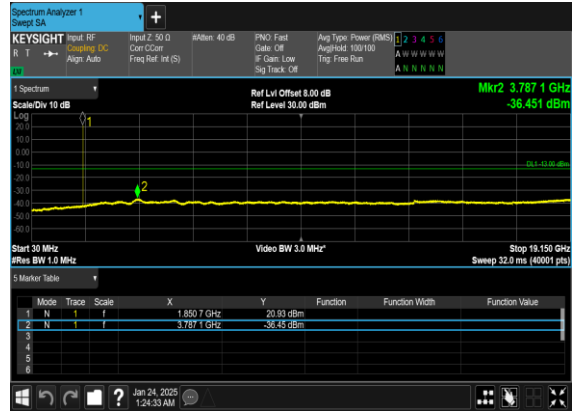 Spectrum Analyzer 1
Swept SA
+
KEYSIGHT Input: RF Input Z: 50 Ω #Atten: 40 dB PNO: Fast Avg Type: Power (RMS) 1 2 3 4 5 6
R T Coupling: DC Corr CCorr Gate: Off Avg|Hold: 100/100 A W W W W W
Align: Auto Freq Ref: Int (S) IF Gain: Low Trig: Free Run
Sig Track: Off A N N N N N
1 Spectrum Ref Lvl Offset 8.00 dB Mkr2 3.787 1 GHz
Scale/Div 10 dB Ref Level 30.00 dBm -36.451 dBm
Log
20.0
10.0
0.00
-10.0
-20.0
-30.0
-40.0
-50.0
-60.0
1
2
DL1 -13.00 dBm
Start 30 MHz Video BW 3.0 MHz* Stop 19.150 GHz
#Res BW 1.0 MHz Sweep 32.0 ms (40001 pts)
5 Marker Table
Mode Trace Scale X Y Function Function Width Function Value
1 N 1 f 1.850 7 GHz 20.93 dBm
2 N 1 f 3.787 1 GHz -36.45 dBm
3
4
5
6
? Jan 24, 2025
1:24:33 AM